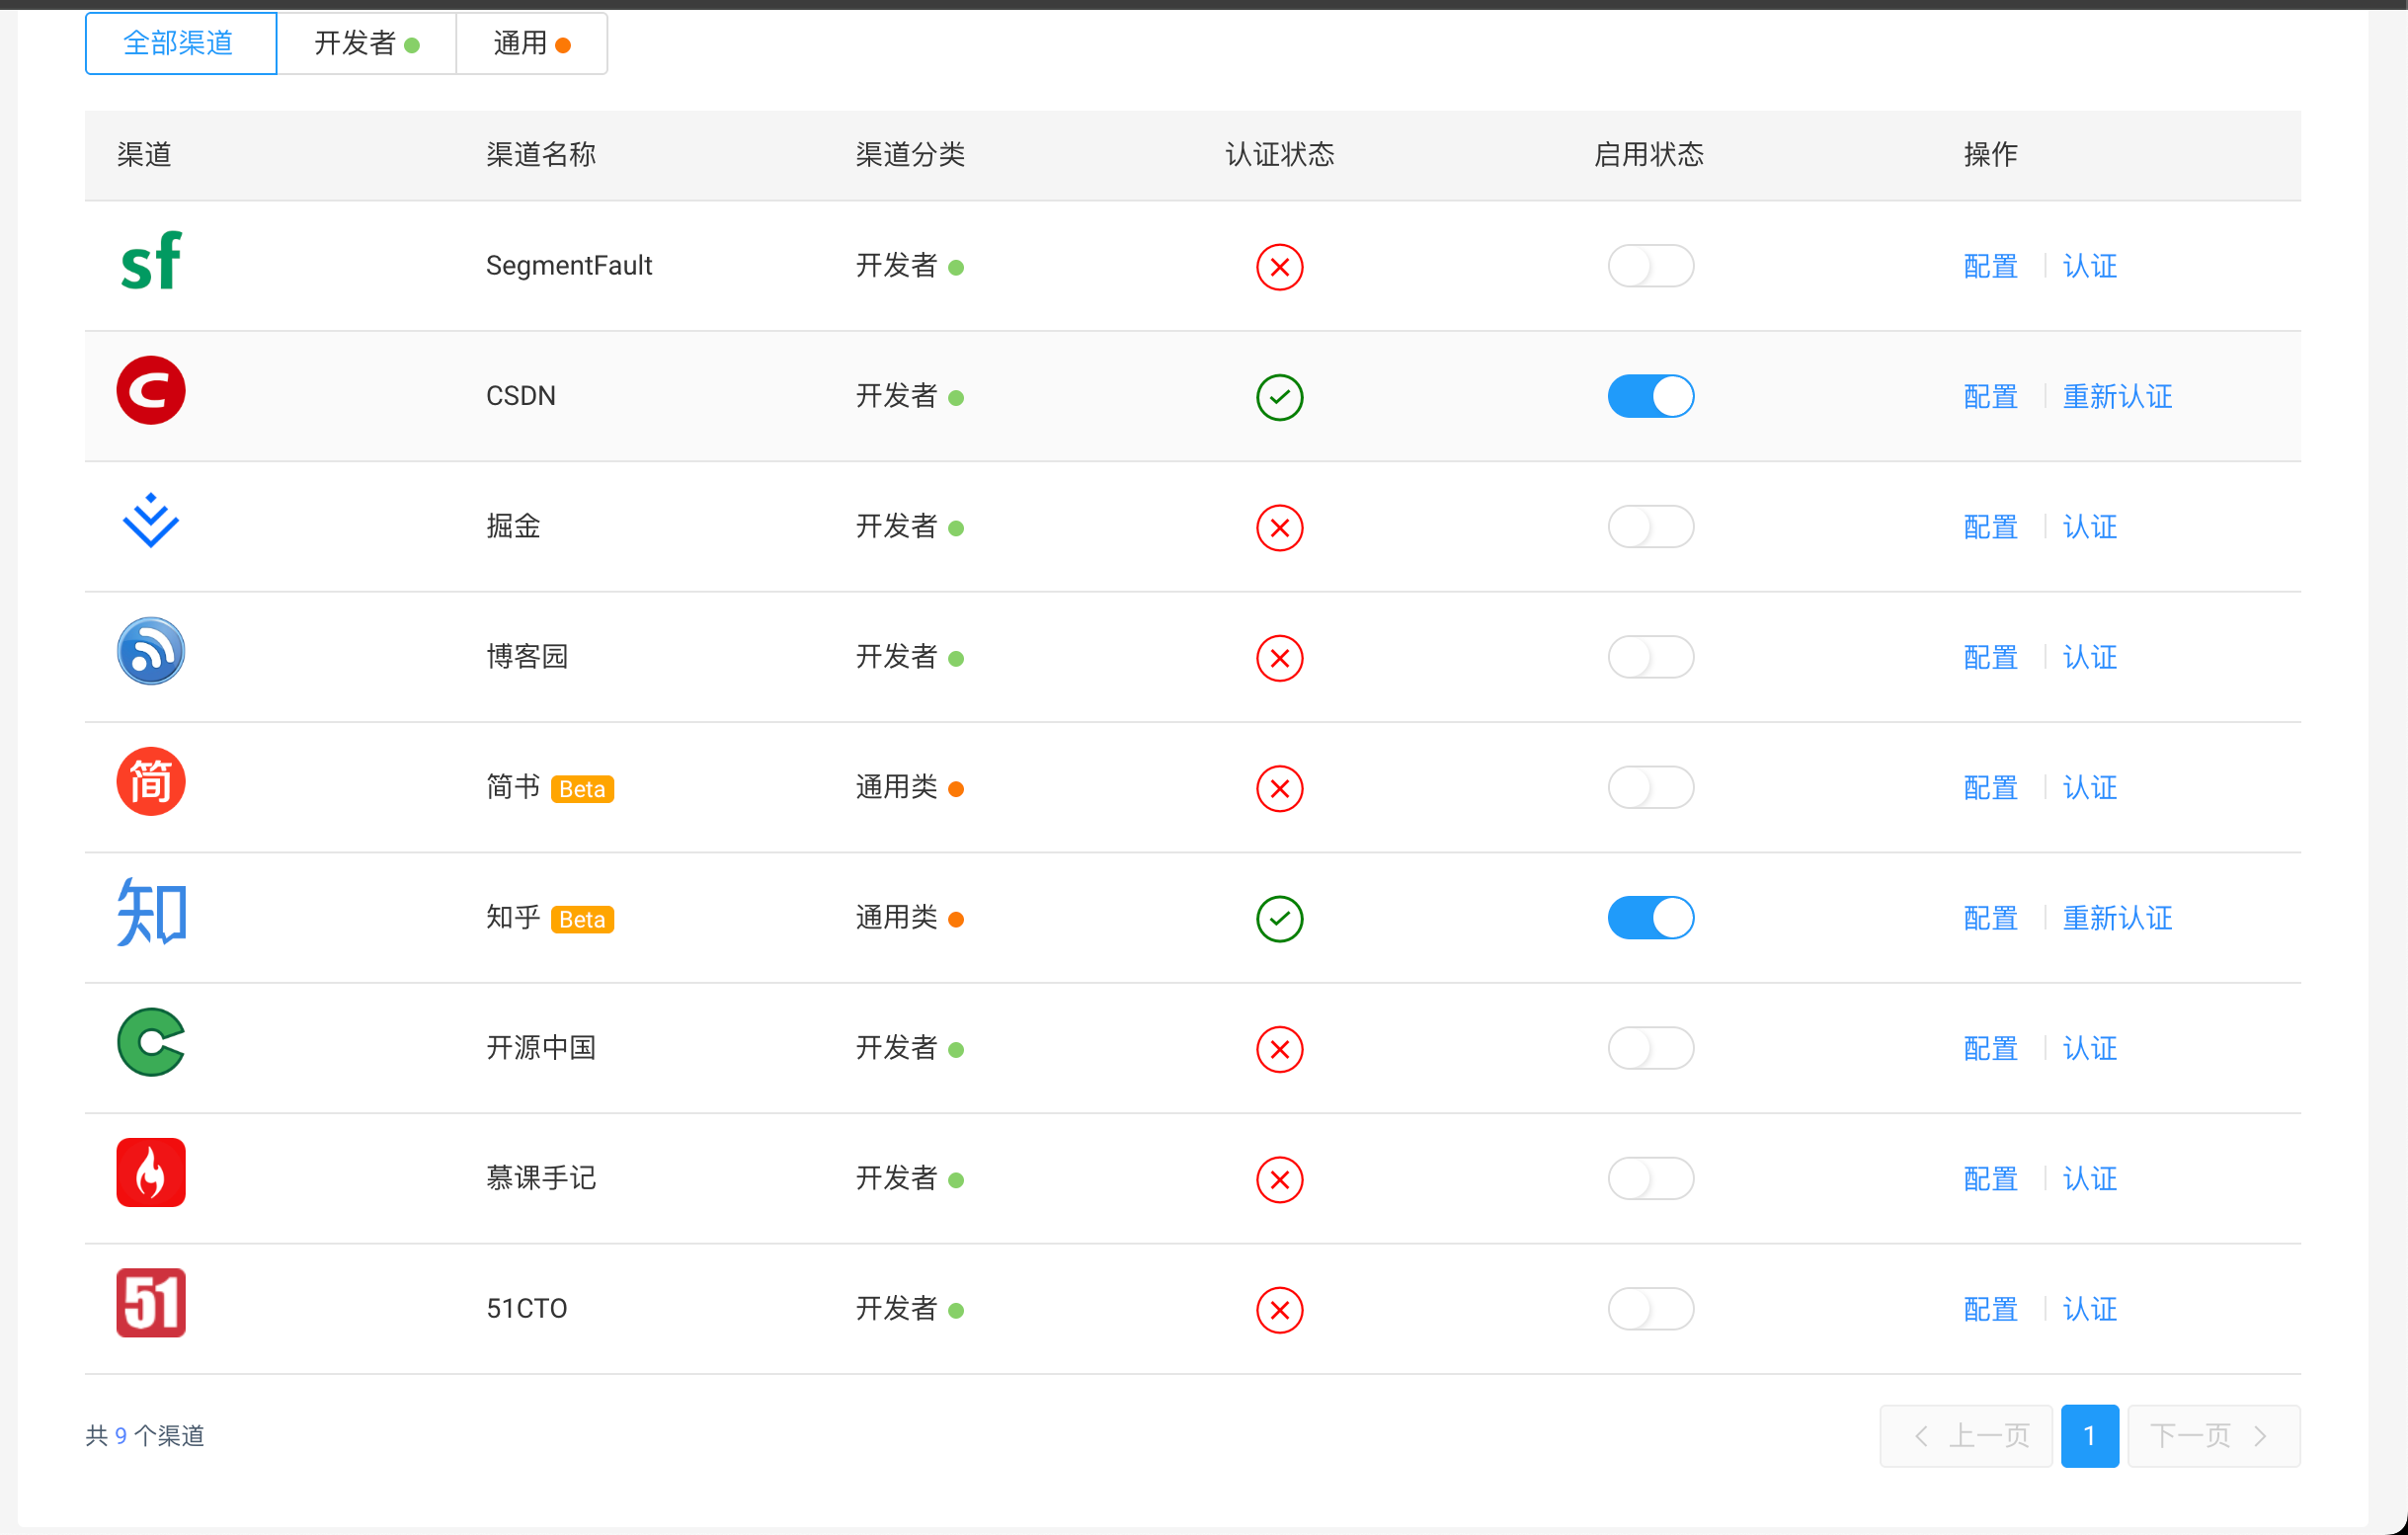 全部渠道 开发者 通用
渠道 渠道名称 渠道分类 认证状态 启用状态 操作
sf SegmentFault 开发者 配置 认证
C CSDN 开发者 配置 重新认证
掘金 开发者 配置 认证
博客园 开发者 配置 认证
简 简书 Beta 通用类 配置 认证
知 知乎 Beta 通用类 配置 重新认证
开源中国 开发者 配置 认证
慕课手记 开发者 配置 认证
51 51CTO 开发者 配置 认证
共 9 个渠道 上一页 1 下一页